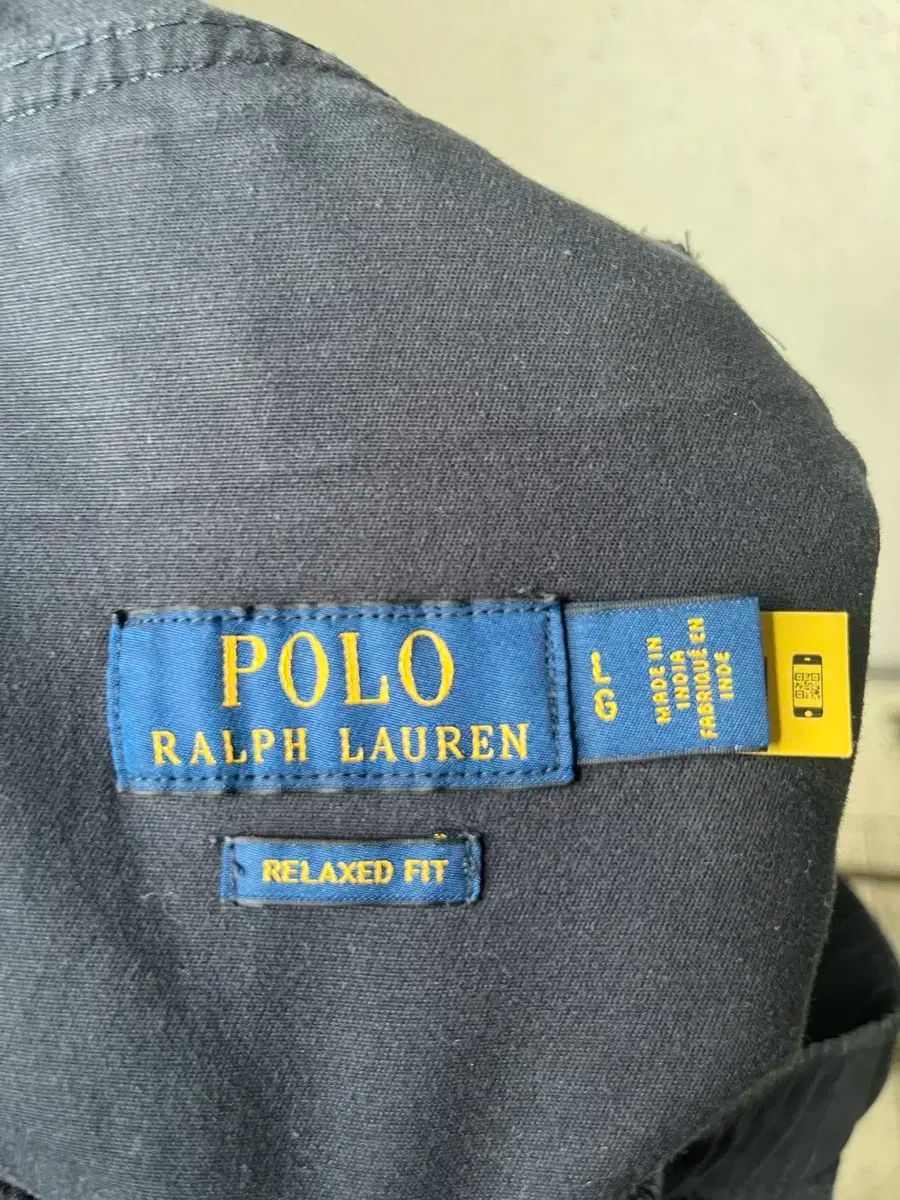 POLO
RALPH LAUREN
L
G
MADE IN
INDIA
FABRIQUÉ EN
INDE
RELAXED FIT